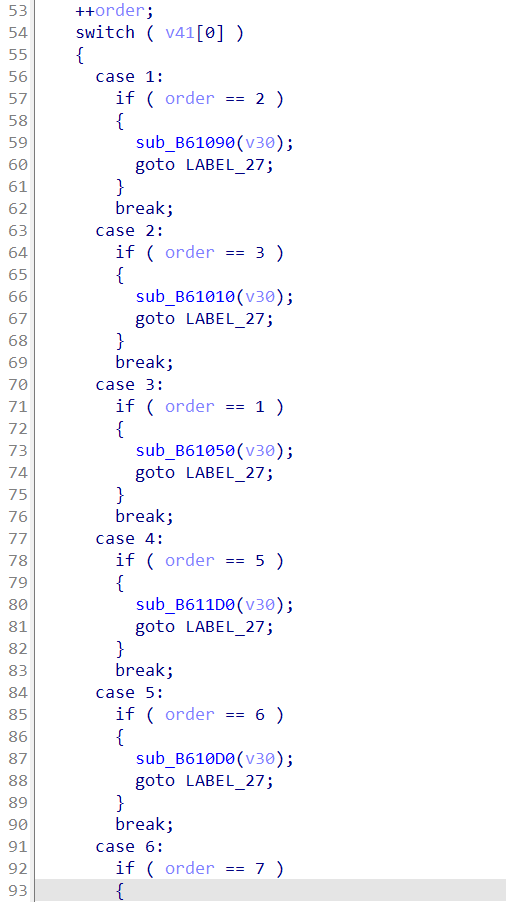 53 ++order;
54 switch ( v41[0] )
55 {
56 case 1:
57 if ( order == 2 )
58 {
59 sub_B61090(v30);
60 goto LABEL_27;
61 }
62 break;
63 case 2:
64 if ( order == 3 )
65 {
66 sub_B61010(v30);
67 goto LABEL_27;
68 }
69 break;
70 case 3:
71 if ( order == 1 )
72 {
73 sub_B61050(v30);
74 goto LABEL_27;
75 }
76 break;
77 case 4:
78 if ( order == 5 )
79 {
80 sub_B611D0(v30);
81 goto LABEL_27;
82 }
83 break;
84 case 5:
85 if ( order == 6 )
86 {
87 sub_B610D0(v30);
88 goto LABEL_27;
89 }
90 break;
91 case 6:
92 if ( order == 7 )
93 {